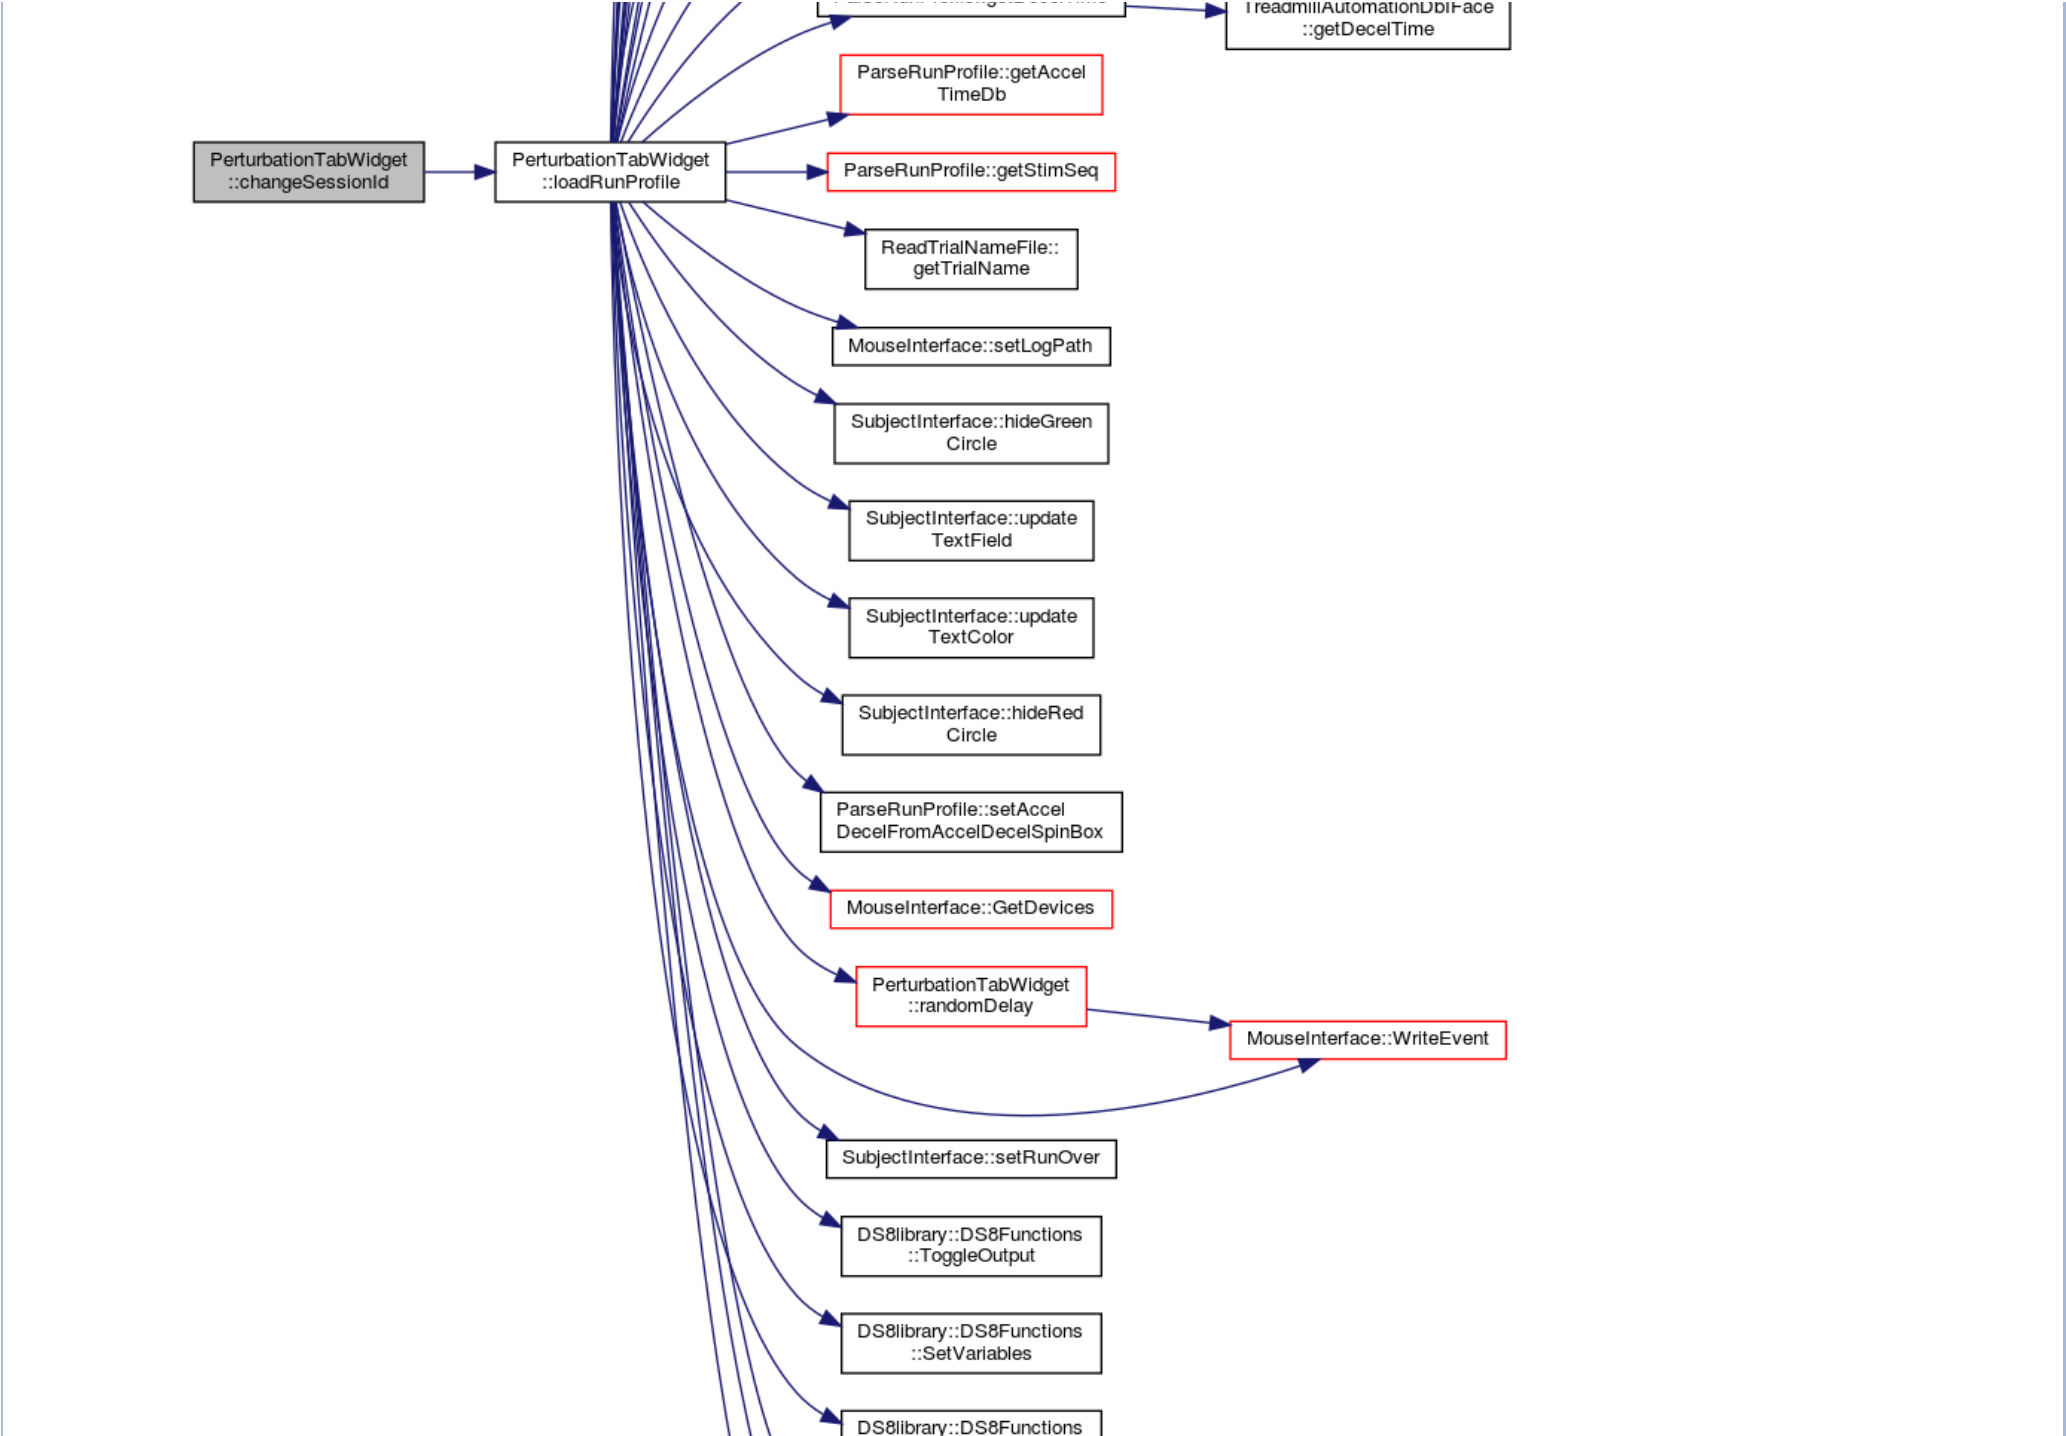 TreadmillAutomationDbIFace
::getDecelTime
ParseRunProfile::getAccel
TimeDb
PerturbationTabWidget
::changeSessionId
PerturbationTabWidget
::loadRunProfile
ParseRunProfile::getStimSeq
ReadTrialNameFile::
getTrialName
MouseInterface::setLogPath
SubjectInterface::hideGreen
Circle
SubjectInterface::update
TextField
SubjectInterface::update
TextColor
SubjectInterface::hideRed
Circle
ParseRunProfile::setAccel
DecelFromAccelDecelSpinBox
MouseInterface::GetDevices
PerturbationTabWidget
::randomDelay
MouseInterface::WriteEvent
SubjectInterface::setRunOver
DS8library::DS8Functions
::ToggleOutput
DS8library::DS8Functions
::SetVariables
DS8library::DS8Functions